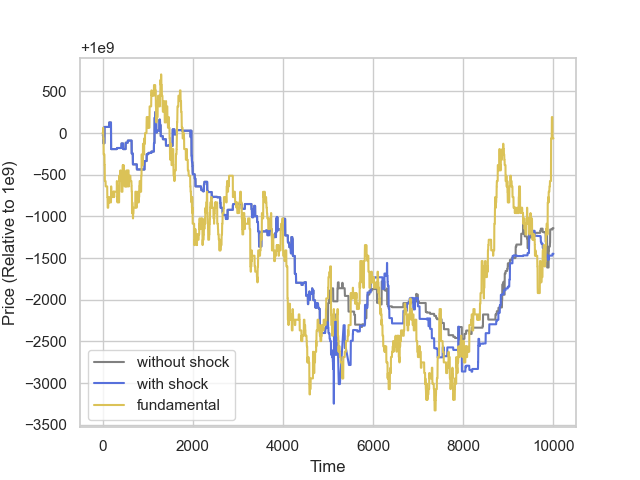 +1e9
500
0
−500
−1000
−1500
−2000
−2500
−3000
−3500
Price (Relative to 1e9)
without shock
with shock
fundamental
0
2000
4000
6000
8000
10000
Time